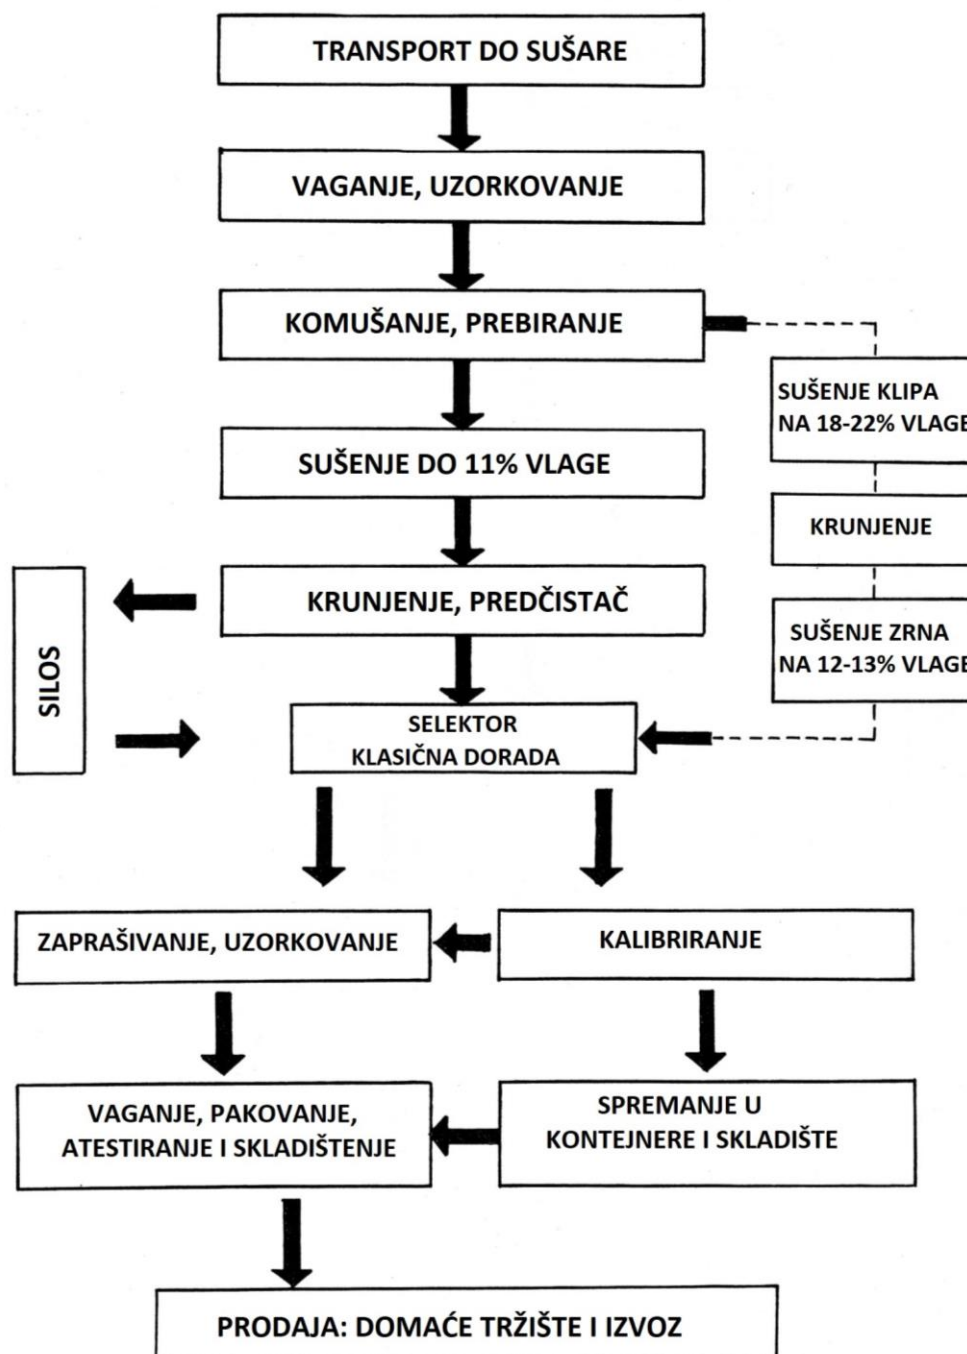 TRANSPORT DO SUŠARE
VAGANJE, UZORKOVANJE
KOMUŠANJE, PREBIRANJE
SUŠENJE KLIPA
NA 18-22% VLAGE
SUŠENJE DO 11% VLAGE
KRUNJENJE
KRUNJENJE, PREDČISTAČ
SUŠENJE ZRNA
NA 12-13% VLAGE
SILOS
SELEKTOR
KLASIČNA DORADA
ZAPRAŠIVANJE, UZORKOVANJE
KALIBRIRANJE
VAGANJE, PAKOVANJE,
ATESTIRANJE I SKLADIŠTENJE
SPREMANJE U
KONTEJNERE I SKLADIŠTE
PRODAJA: DOMAĆE TRŽIŠTE I IZVOZ